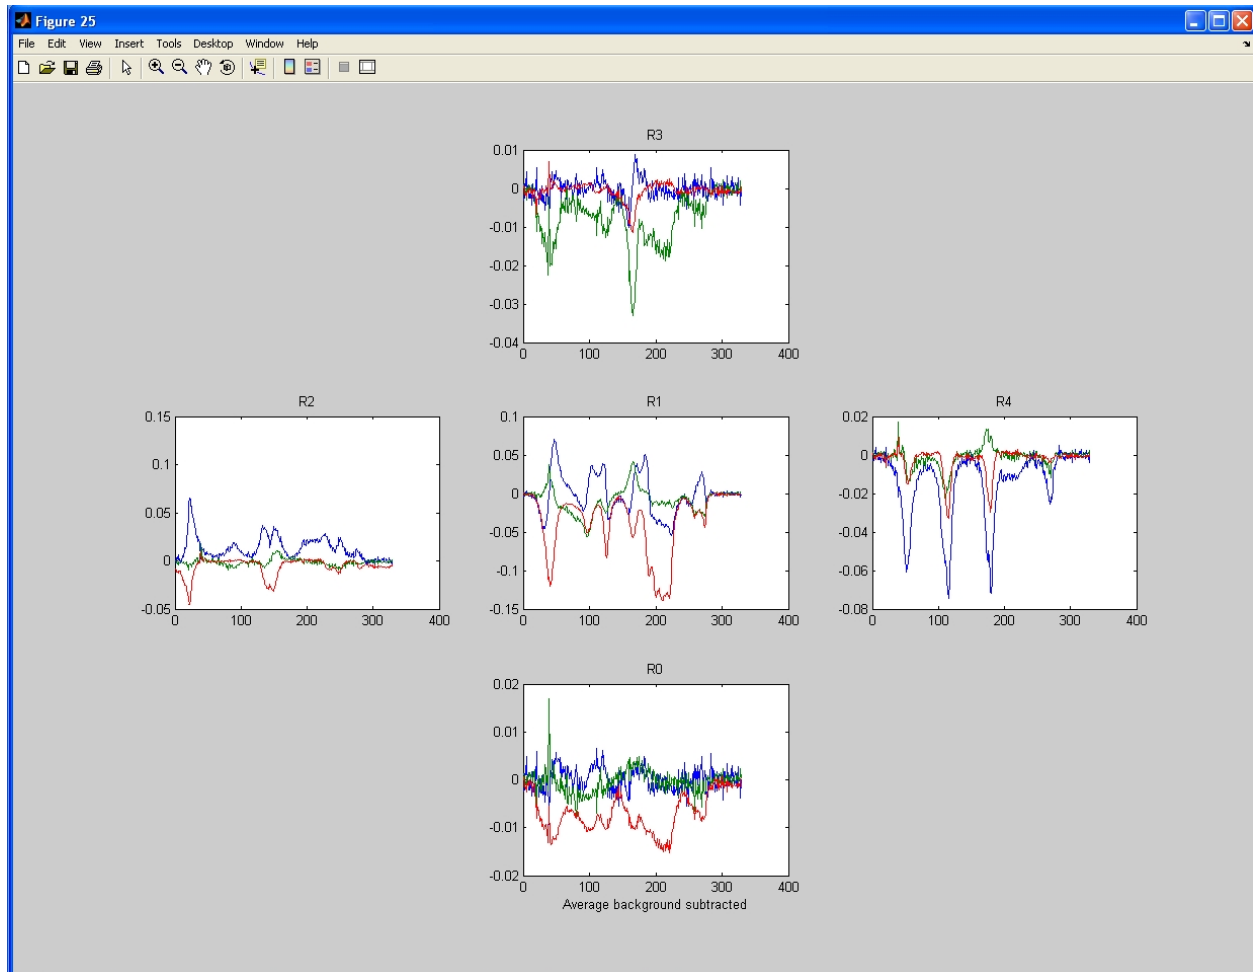 Figure 25
File Edit View Insert Tools Desktop Window Help
R3
0.01
0
-0.01
-0.02
-0.03
-0.04
0 100 200 300 400
R2
0.15
0.1
0.05
0
-0.05
0 100 200 300 400
R1
0.1
0.05
0
-0.05
-0.1
-0.15
0 100 200 300 400
R4
0.02
0
-0.02
-0.04
-0.06
-0.08
0 100 200 300 400
R0
0.02
0.01
0
-0.01
-0.02
0 100 200 300 400
Average background subtracted